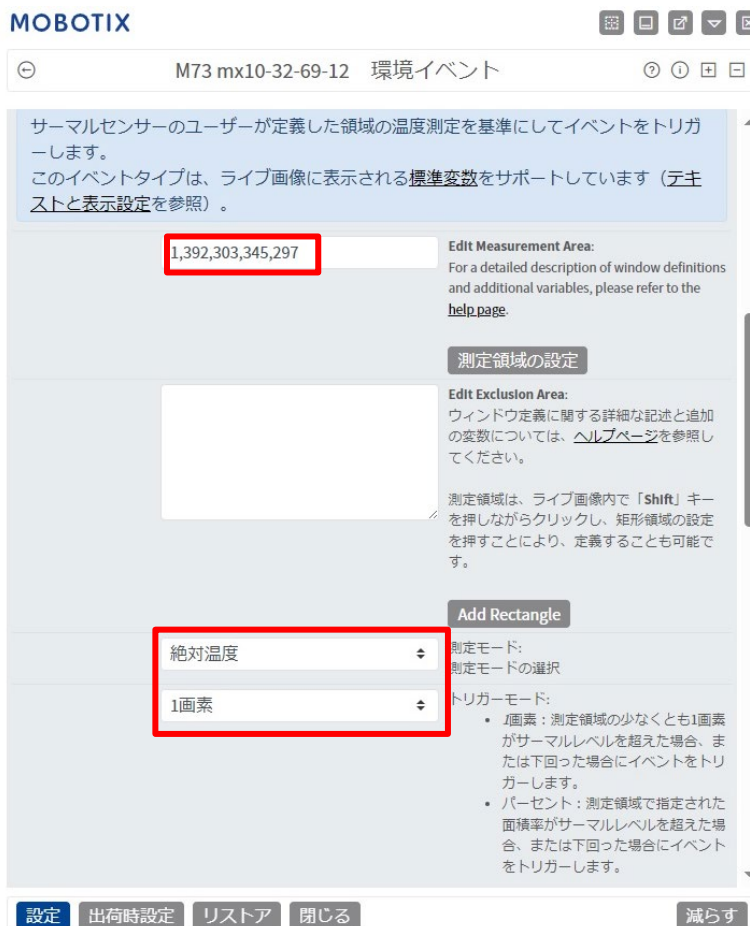 MOBOTIX
M73 mx10-32-69-12 環境イベント
サーマルセンサーのユーザーが定義した領域の温度測定を基準にしてイベントをトリガ
ーします。
このイベントタイプは、ライブ画像に表示される標準変数をサポートしています（テキ
ストと表示設定を参照）。
1,392,303,345,297
Edit Measurement Area:
For a detailed description of window definitions
and additional variables, please refer to the
help page.
測定領域の設定
Edit Exclusion Area:
ウィンドウ定義に関する詳細な記述と追加
の変数については、ヘルプページを参照し
てください。
測定領域は、ライブ画像内で「Shift」キー
を押しながらクリックし、矩形領域の設定
を押すことにより、定義することも可能で
す。
Add Rectangle
絶対温度
測定モード:
測定モードの選択
1画素
トリガーモード:
• 1画素：測定領域の少なくとも1画素
がサーマルレベルを超えた場合、ま
たは下回った場合にイベントをトリ
ガーします。
• パーセント：測定領域で指定された
面積率がサーマルレベルを超えた場
合、または下回った場合にイベント
をトリガーします。
設定 出荷時設定 リストア 閉じる 減らす